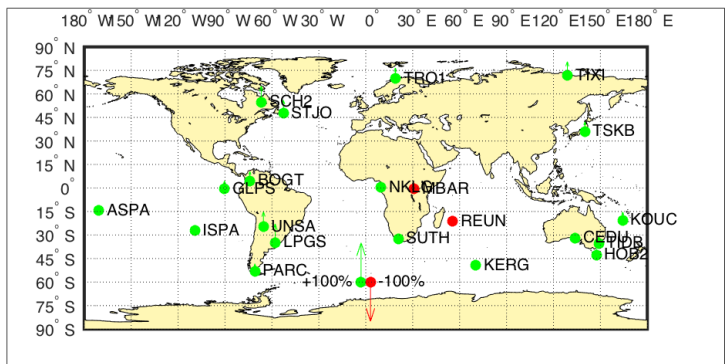 180° W 150° W 120° W 90° W 60° W 30° W 0 30° E 60° E 90° E 120° E 150° E 180° E
90° N
75° N
TRO1
TIXI
60° N
SCH2
45° N
STJO
TSKB
30° N
15° N
BOGT
0°
GLPS
NKLG
MBAR
15° S
ASPA
REUN
KOUC
ISPA
UNSA
30° S
SUTH
CEDU
TIDB
LPGS
HOB2
45° S
PARC
KERG
60° S
+100% -100%
75° S
90° S